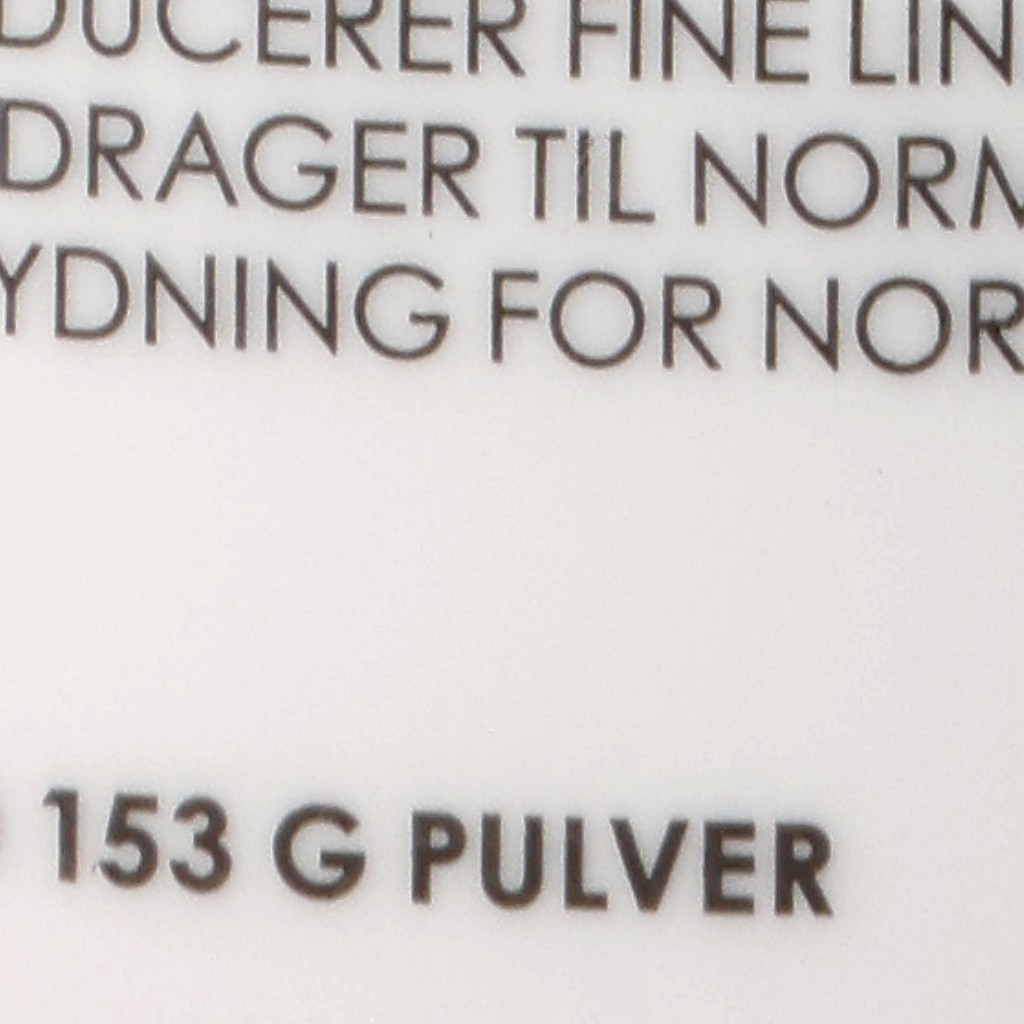 DUCERER FINE LIN
DRAGER TIL NORM
YDNING FOR NOR
153 G PULVER